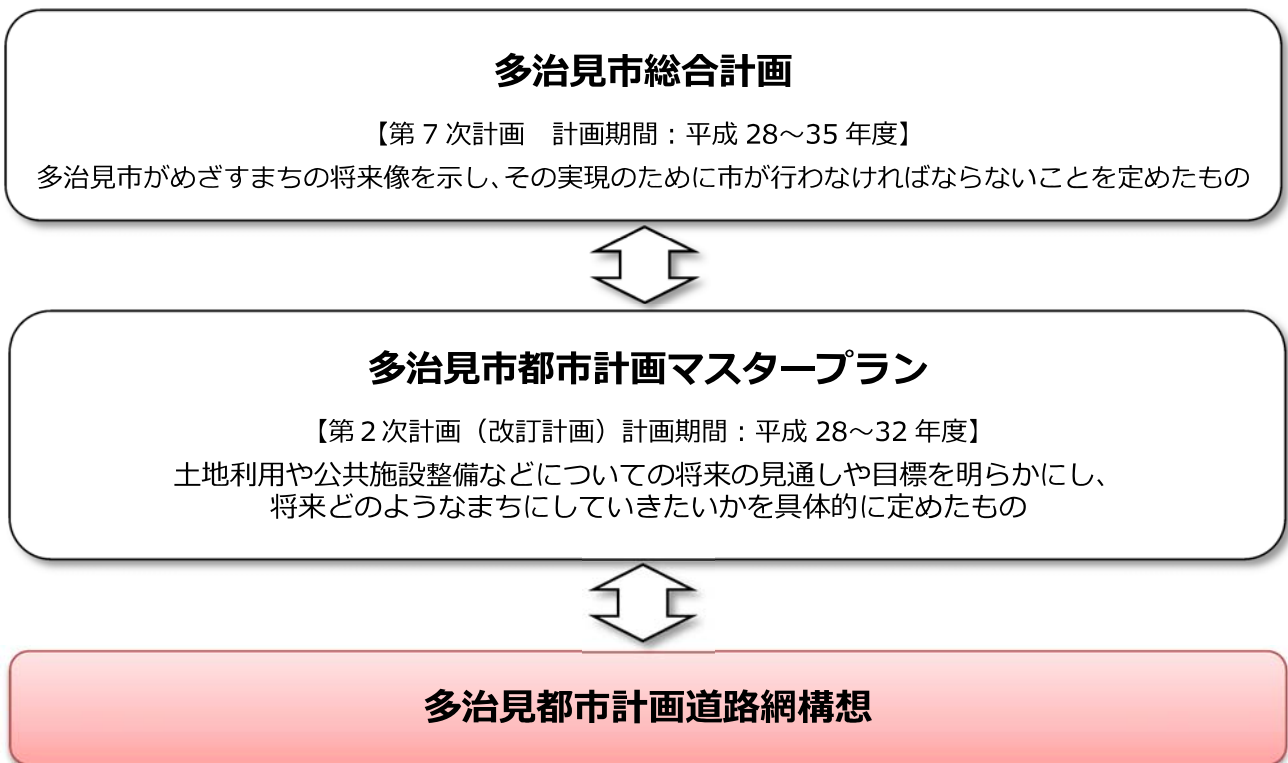 多治見市総合計画
【第7次計画　計画期間：平成 28～35 年度】
多治見市がめざすまちの将来像を示し、その実現のために市が行わなければならないことを定めたもの
多治見市都市計画マスタープラン
【第２次計画（改訂計画）計画期間：平成 28～32 年度】
土地利用や公共施設整備などについての将来の見通しや目標を明らかにし、
将来どのようなまちにしていきたいかを具体的に定めたもの
多治見都市計画道路網構想